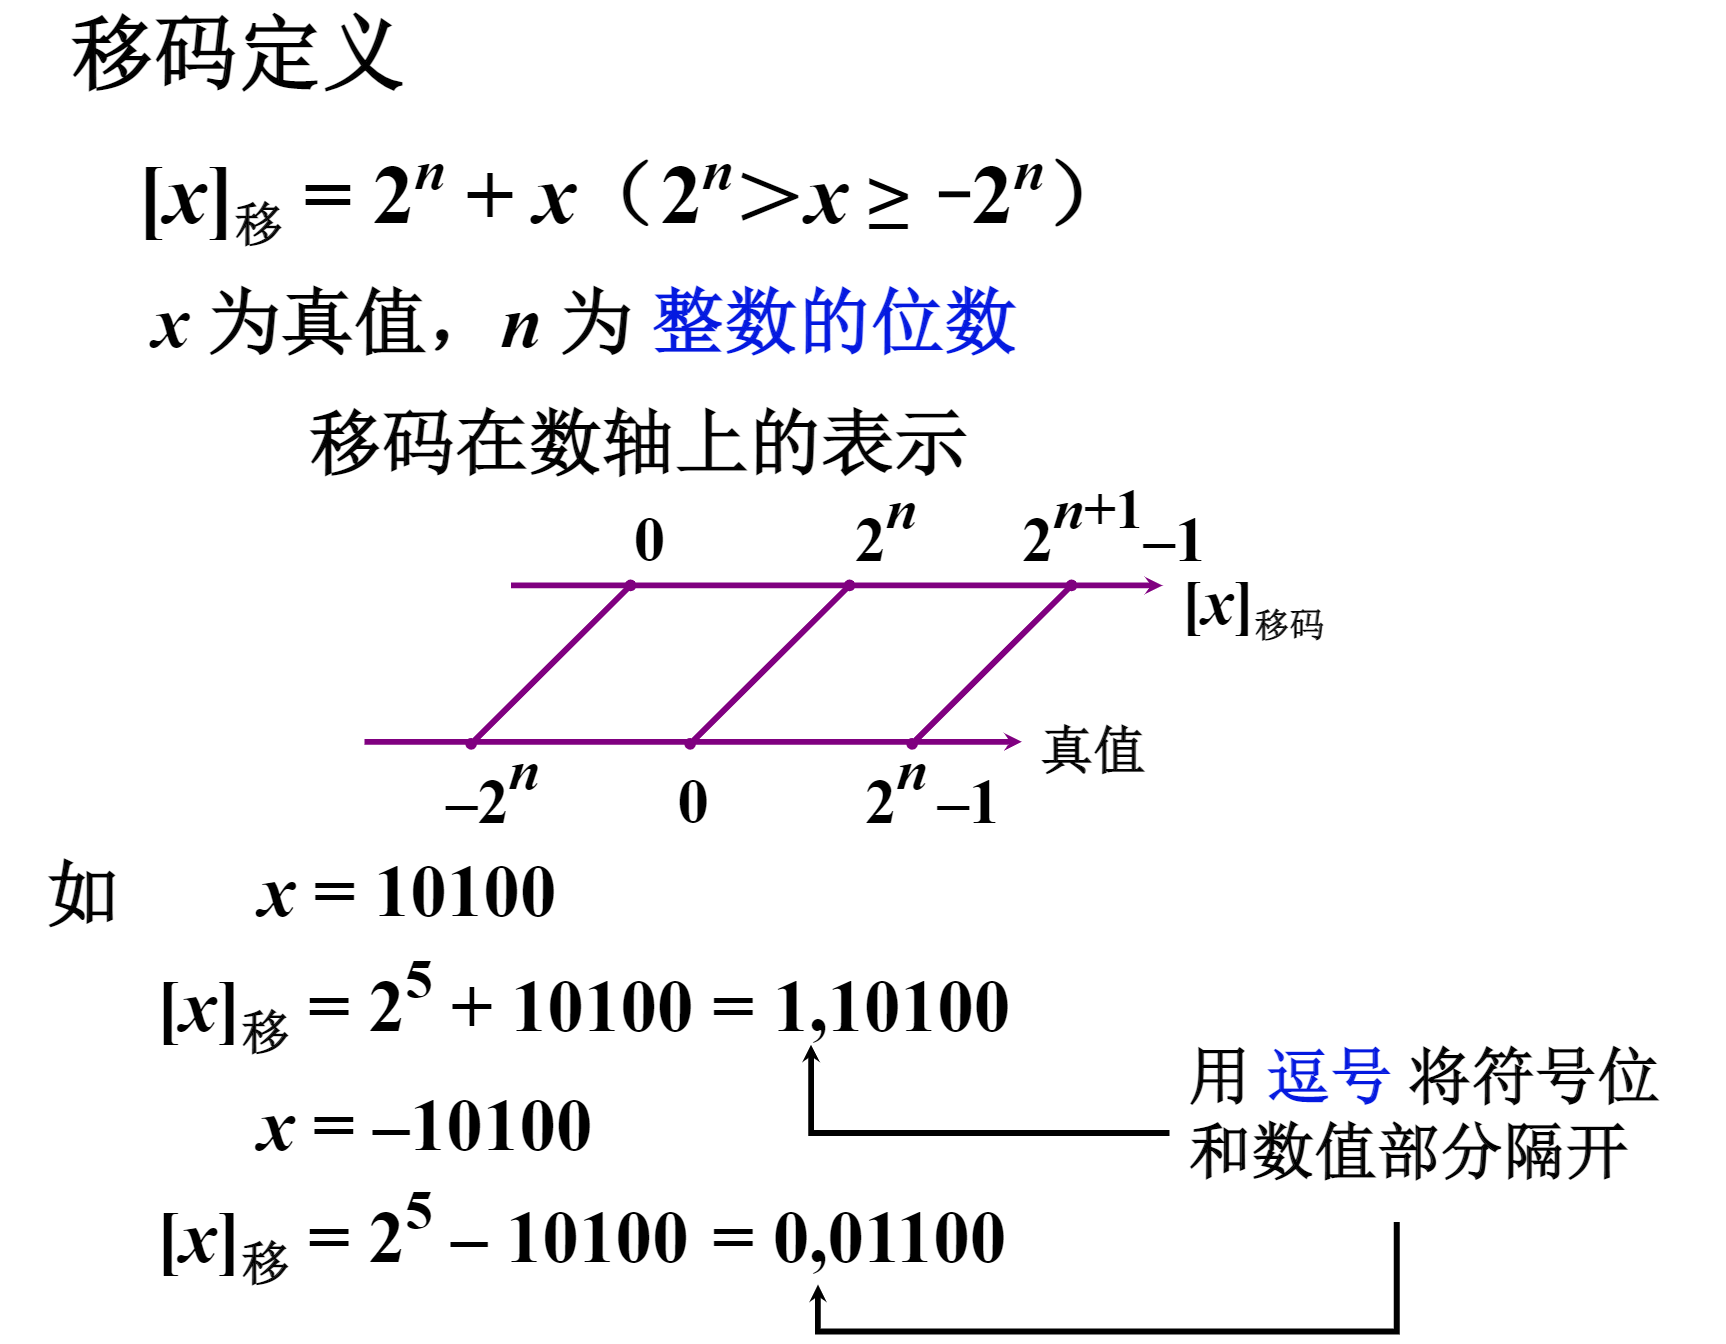 移码定义
[x]移 = 2^n + x（2^n＞x ≥ -2^n）
x 为真值，n 为 整数的位数
移码在数轴上的表示
0 2^n 2^(n+1)–1
[x]移码
真值
–2^n 0 2^n –1
如 x = 10100
[x]移 = 2^5 + 10100 = 1,10100
用 逗号 将符号位
和数值部分隔开
x = –10100
[x]移 = 2^5 – 10100 = 0,01100